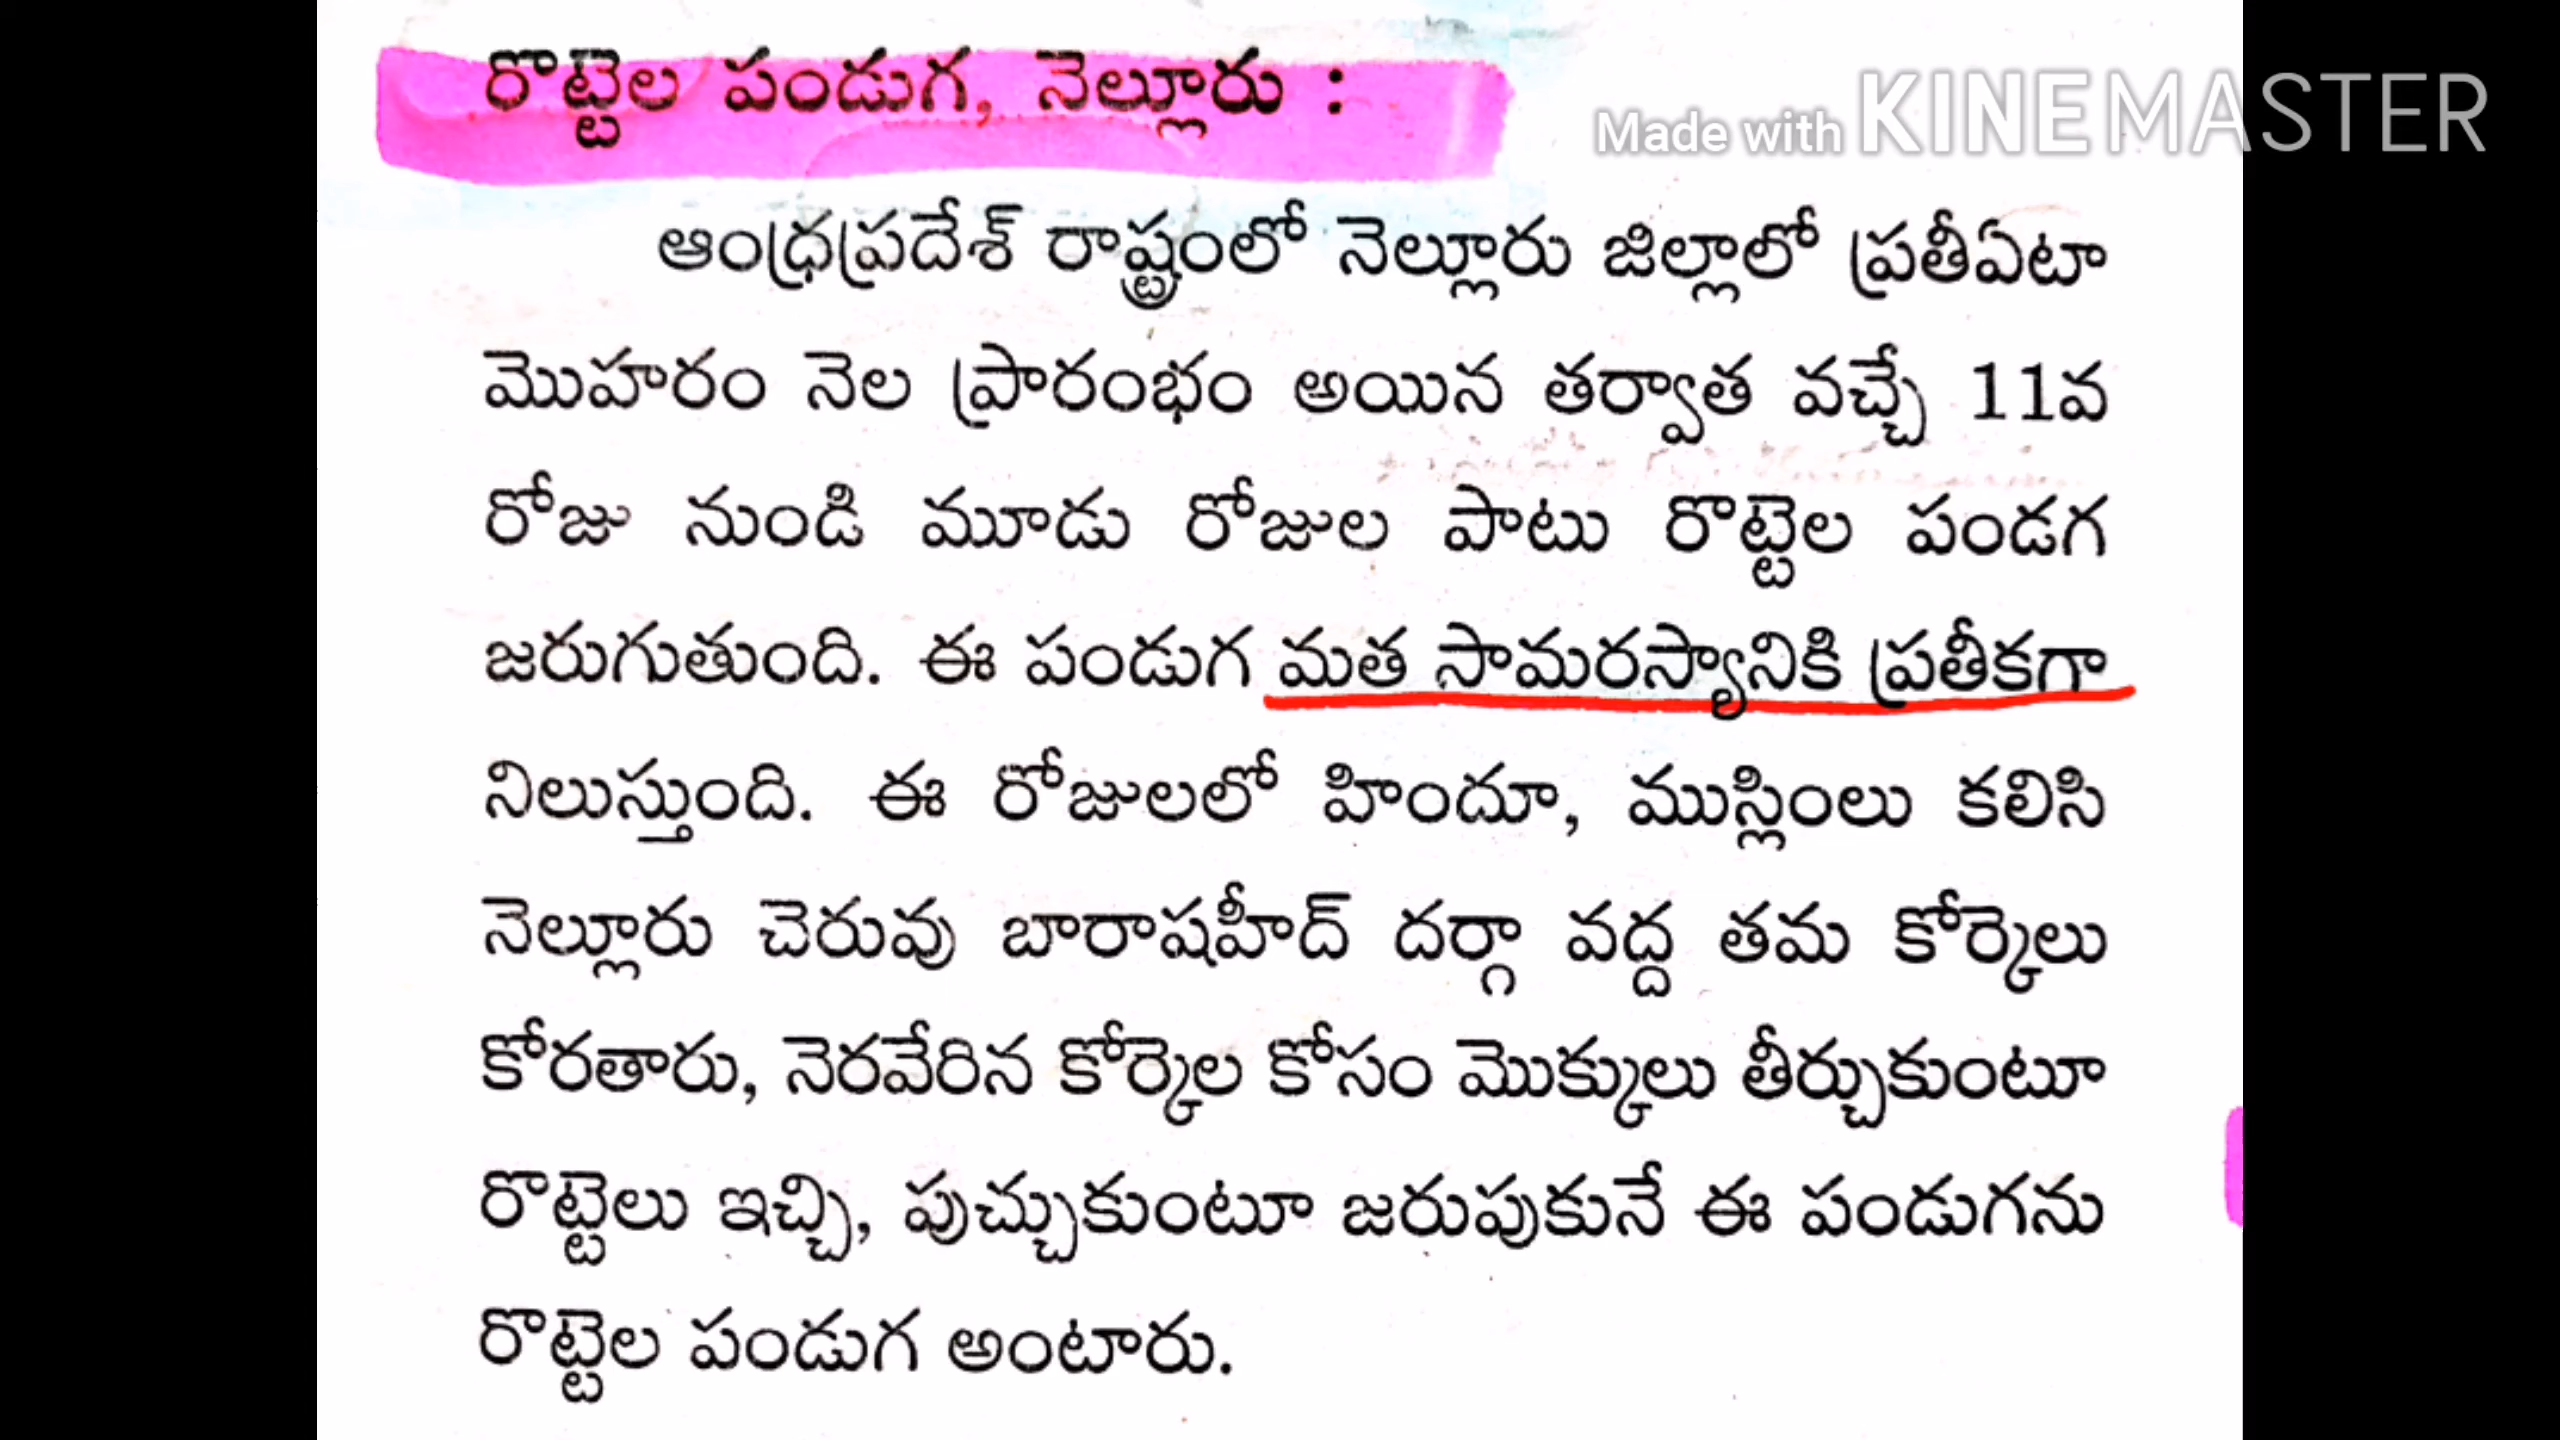 రొట్టెల పండుగ, నెల్లూరు :
Made with KINEMASTER
ఆంధ్రప్రదేశ్ రాష్ట్రంలో నెల్లూరు జిల్లాలో ప్రతీఏటా
మొహరం నెల ప్రారంభం అయిన తర్వాత వచ్చే 11వ
రోజు నుండి మూడు రోజుల పాటు రొట్టెల పండగ
జరుగుతుంది. ఈ పండుగ మత సామరస్యానికి ప్రతీకగా
నిలుస్తుంది. ఈ రోజులలో హిందూ, ముస్లింలు కలిసి
నెల్లూరు చెరువు బారాషహీద్ దర్గా వద్ద తమ కోర్కెలు
కోరతారు, నెరవేరిన కోర్కెల కోసం మొక్కులు తీర్చుకుంటూ
రొట్టెలు ఇచ్చి, పుచ్చుకుంటూ జరుపుకునే ఈ పండుగను
రొట్టెల పండుగ అంటారు.